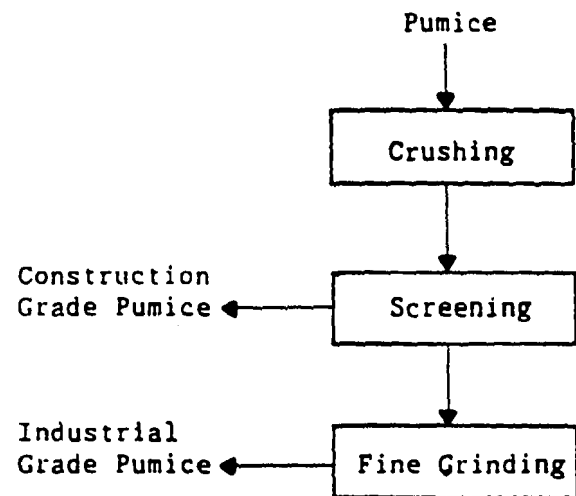 Pumice
Crushing
Construction
Grade Pumice
Screening
Industrial
Grade Pumice
Fine Grinding